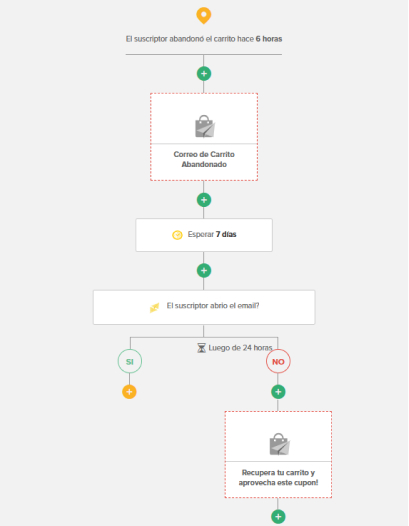 El suscriptor abandonó el carrito hace 6 horas
Correo de Carrito
Abandonado
Esperar 7 días
El suscriptor abrio el email?
Luego de 24 horas
SI
NO
Recupera tu carrito y
aprovecha este cupon!